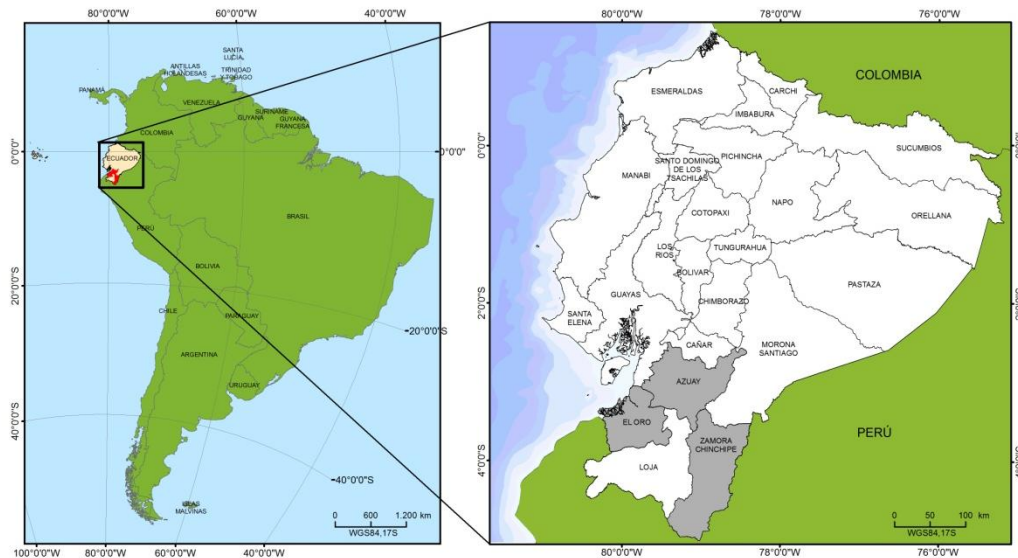 80°0'0"W
60°0'0"W
40°0'0"W
SANTA
LUCÍA
ANTILLAS
HOLANDESAS
TRINIDAD
Y TOBAGO
PANAMÁ
VENEZUELA
SURINAME
GUYANA
GUYANA
FRANCESA
COLOMBIA
0°0'0"
0°0'0"
ECUADOR
BRASIL
PERÚ
BOLIVIA
20°0'0"S
20°0'0"S
CHILE
PARAGUAY
ARGENTINA
URUGUAY
40°0'0"S
40°0'0"S
ISLAS
MALVINAS
0 600 1.200 km
WGS84,17S
100°0'0"W
80°0'0"W
60°0'0"W
40°0'0"W
80°0'0"W
78°0'0"W
76°0'0"W
COLOMBIA
ESMERALDAS
CARCHI
IMBABURA
0°0'0"
SUCUMBIOS
PICHINCHA
SANTO DOMINGO
DE LOS
TSACHILAS
MANABI
NAPO
ORELLANA
COTOPAXI
LOS
RIOS
TUNGURAHUA
BOLIVAR
PASTAZA
GUAYAS
CHIMBORAZO
2°0'0"S
SANTA
ELENA
CAÑAR
MORONA
SANTIAGO
AZUAY
EL ORO
PERÚ
ZAMORA
CHINCHIPE
LOJA
4°0'0"S
0 50 100 km
WGS84,17S
80°0'0"W
78°0'0"W
76°0'0"W